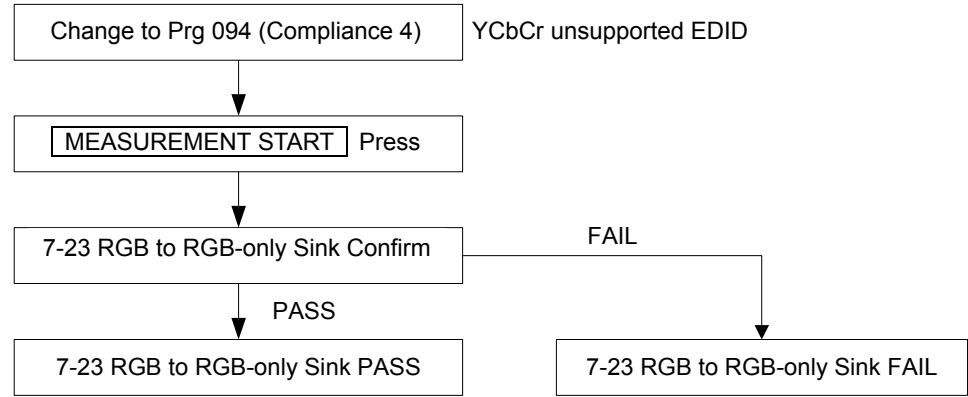 Change to Prg 094 (Compliance 4) YCbCr unsupported EDID
MEASUREMENT START Press
7-23 RGB to RGB-only Sink Confirm
FAIL
PASS
7-23 RGB to RGB-only Sink PASS
7-23 RGB to RGB-only Sink FAIL